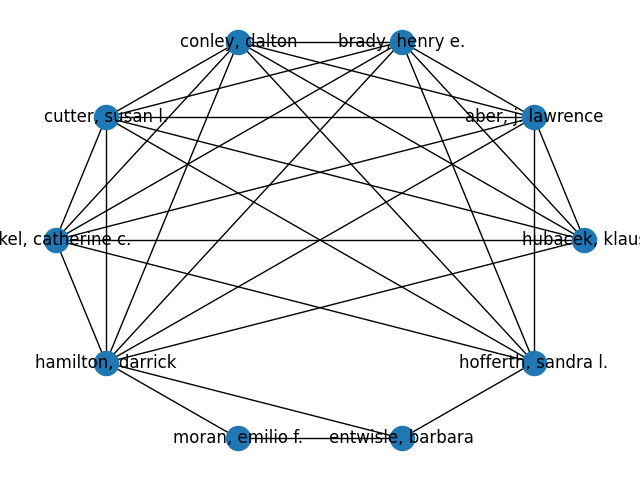 conley, dalton
brady, henry e.
cutter, susan l.
aber, j. lawrence
kel, catherine c.
hubacek, klaus
hamilton, darrick
hofferth, sandra l.
moran, emilio f.
entwisle, barbara